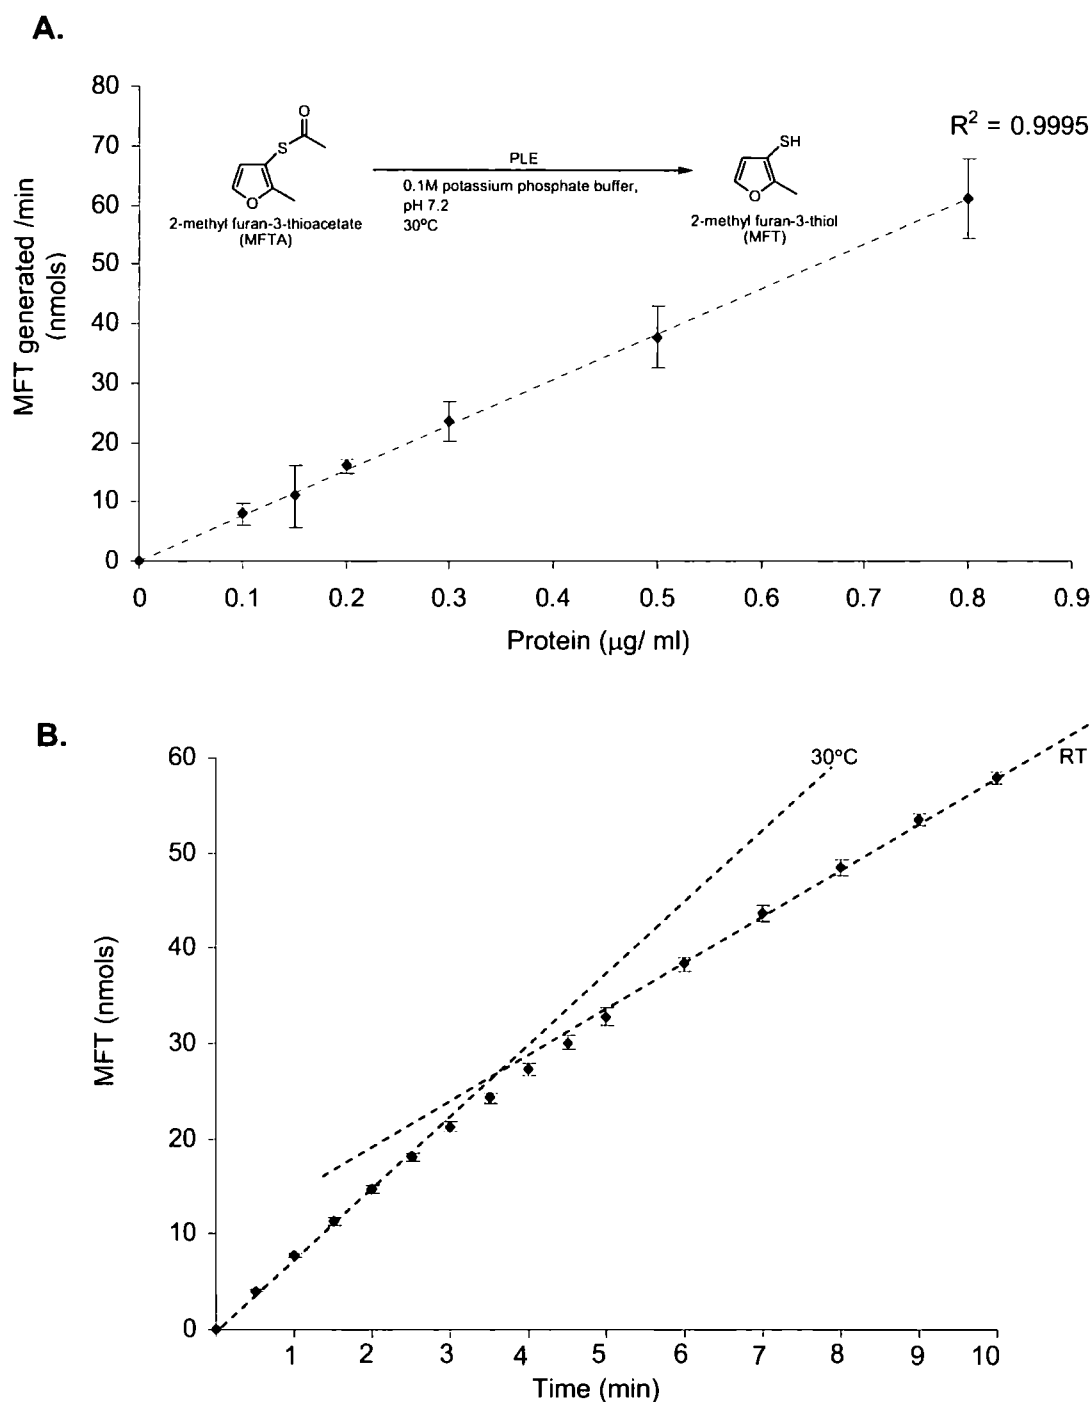 A.
80
70
60
50
40
30
20
10
0
MFT generated /min
(nmols)
O
S
O
2-methyl furan-3-thioacetate
(MFTA)
PLE
0.1M potassium phosphate buffer,
pH 7.2
30ºC
SH
O
2-methyl furan-3-thiol
(MFT)
R² = 0.9995
0 0.1 0.2 0.3 0.4 0.5 0.6 0.7 0.8 0.9
Protein (μg/ ml)
B.
60
50
40
30
20
10
0
MFT (nmols)
30ºC
RT
1 2 3 4 5 6 7 8 9 10
Time (min)